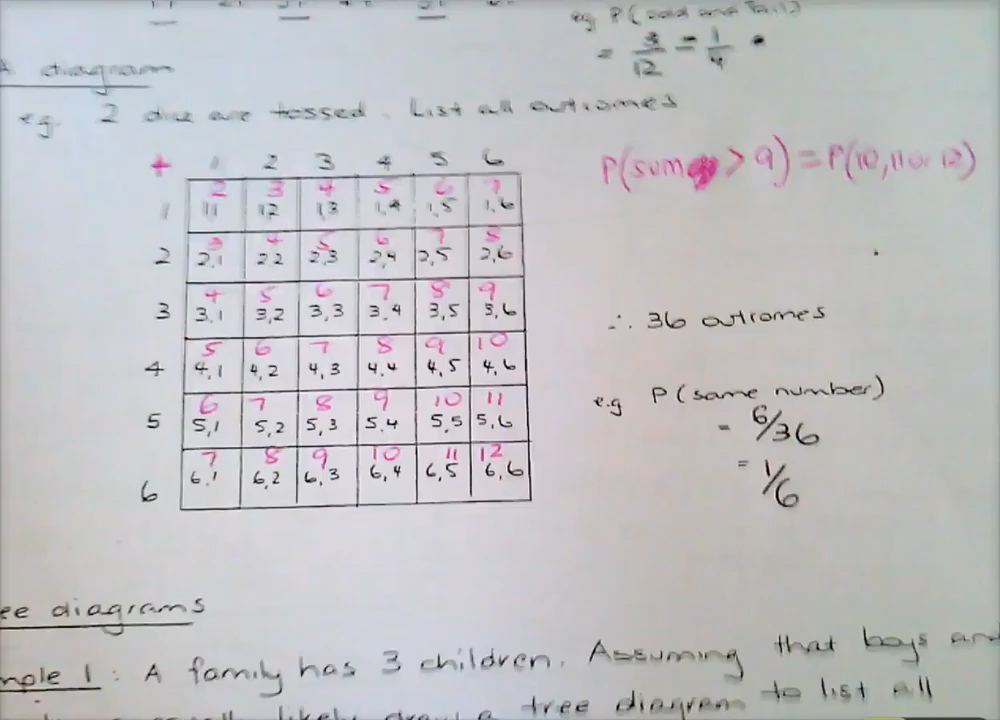 eg P(odd and tail)
= 3/12 = 1/4
A diagram
eg. 2 dice are tossed. List all outcomes
+ 1 2 3 4 5 6
P(sum > 9) = P(10, 11 or 12)
2 3 4 5 6 7
1 11 12 1,3 1,4 1,5 1,6
3 4 5 6 7 8
2 2,1 2 2 2,3 2,4 2,5 2,6
4 5 6 7 8 9
3 3,1 3,2 3,3 3.4 3,5 3,6
∴ 36 outcomes
5 6 7 8 9 10
4 4,1 4,2 4,3 4.4 4,5 4,6
e.g P(same number)
6 7 8 9 10 11
5 5,1 5,2 5,3 5.4 5,5 5,6
= 6/36
7 8 9 10 11 12
6 6,1 6,2 6,3 6,4 6,5 6,6
= 1/6
ee diagrams
mple 1 : A family has 3 children. Assuming that boys and
likely draw a tree diagram to list all